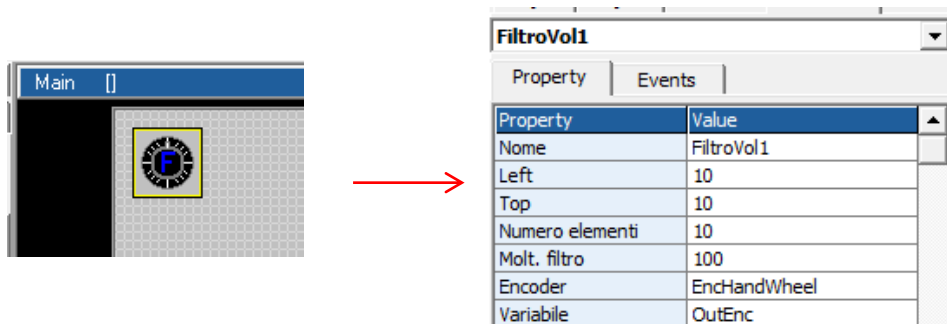 Main []
F
FiltroVol1
Property Events
Property Value
Nome FiltroVol1
Left 10
Top 10
Numero elementi 10
Molt. filtro 100
Encoder EncHandWheel
Variabile OutEnc